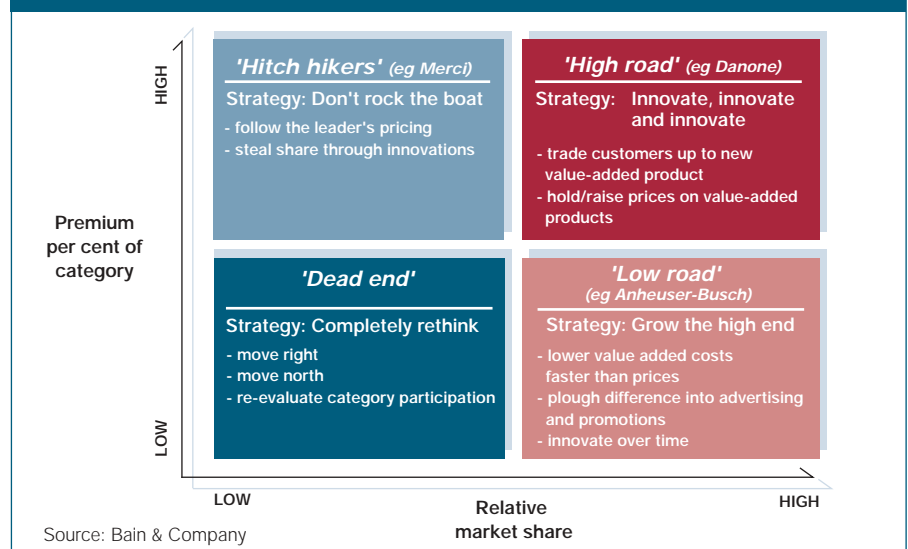 HIGH
LOW
Premium
per cent of
category
'Hitch hikers' (eg Merci)
Strategy: Don't rock the boat
- follow the leader's pricing
- steal share through innovations
'High road' (eg Danone)
Strategy: Innovate, innovate
and innovate
- trade customers up to new
value-added product
- hold/raise prices on value-added
products
'Dead end'
Strategy: Completely rethink
- move right
- move north
- re-evaluate category participation
'Low road'
(eg Anheuser-Busch)
Strategy: Grow the high end
- lower value added costs
faster than prices
- plough difference into advertising
and promotions
- innovate over time
LOW
Relative
market share
HIGH
Source: Bain & Company